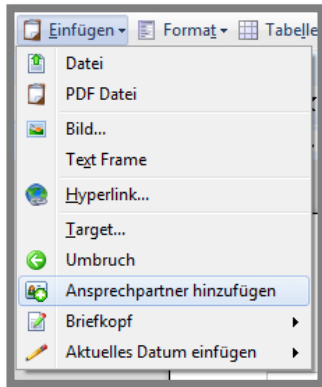 Einfügen Format Tabelle
Datei
PDF Datei
Bild...
Text Frame
Hyperlink...
Target...
Umbruch
Ansprechpartner hinzufügen
Briefkopf
Aktuelles Datum einfügen